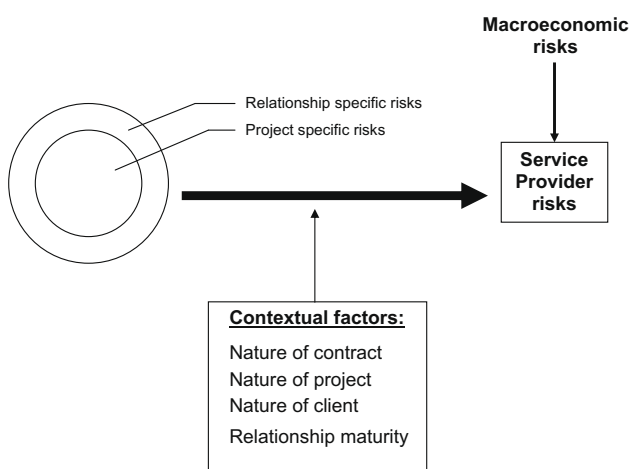 Macroeconomic
risks
Relationship specific risks
Project specific risks
Service
Provider
risks
Contextual factors:
Nature of contract
Nature of project
Nature of client
Relationship maturity